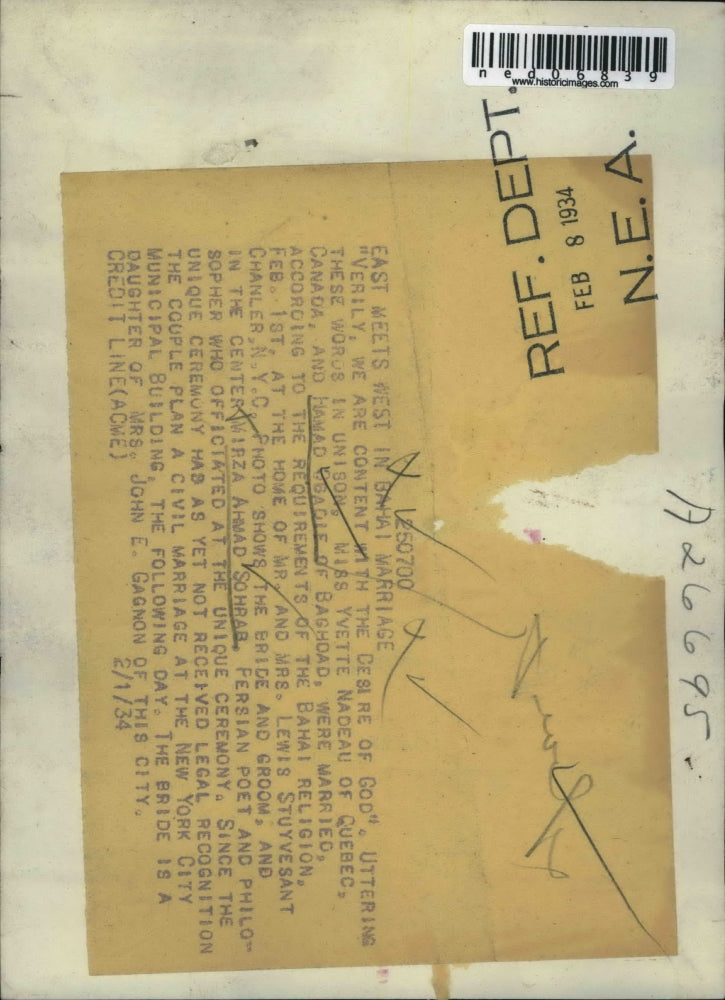 ned06839
www.historicimages.com
REF. DEPT.
FEB 8 1934
N.E.A.
A26695
1250700
EAST MEETS WEST IN BAHAI MARRIAGE
"VERILY, WE ARE CONTENT WITH THE DESIRE OF GOD". UTTERING
THESE WORDS IN UNISON, MISS YVETTE NADEAU OF QUEBEC,
CANADA, AND HAMAD OF BAGHDAD, WERE MARRIED,
ACCORDING TO THE REQUIREMENTS OF THE BAHAI RELIGION,
FEB. 1ST, AT THE HOME OF MR. AND MRS. LEWIS STUYVESANT
CHANLER, N.Y.C. PHOTO SHOWS THE BRIDE AND GROOM, AND
IN THE CENTER MIRZA AHMAD SOHRAB, PERSIAN POET AND PHILO-
SOPHER WHO OFFICTATED AT THE UNIQUE CEREMONY. SINCE THE
UNIQUE CEREMONY HAS AS YET NOT RECEIVED LEGAL RECOGNITION
THE COUPLE PLAN A CIVIL MARRIAGE AT THE NEW YORK CITY
MUNICIPAL BUILDING, THE FOLLOWING DAY. THE BRIDE IS A
DAUGHTER OF MRS. JOHN E. GAGNON OF THIS CITY.
CREDIT LINE(ACME) 2/1/34